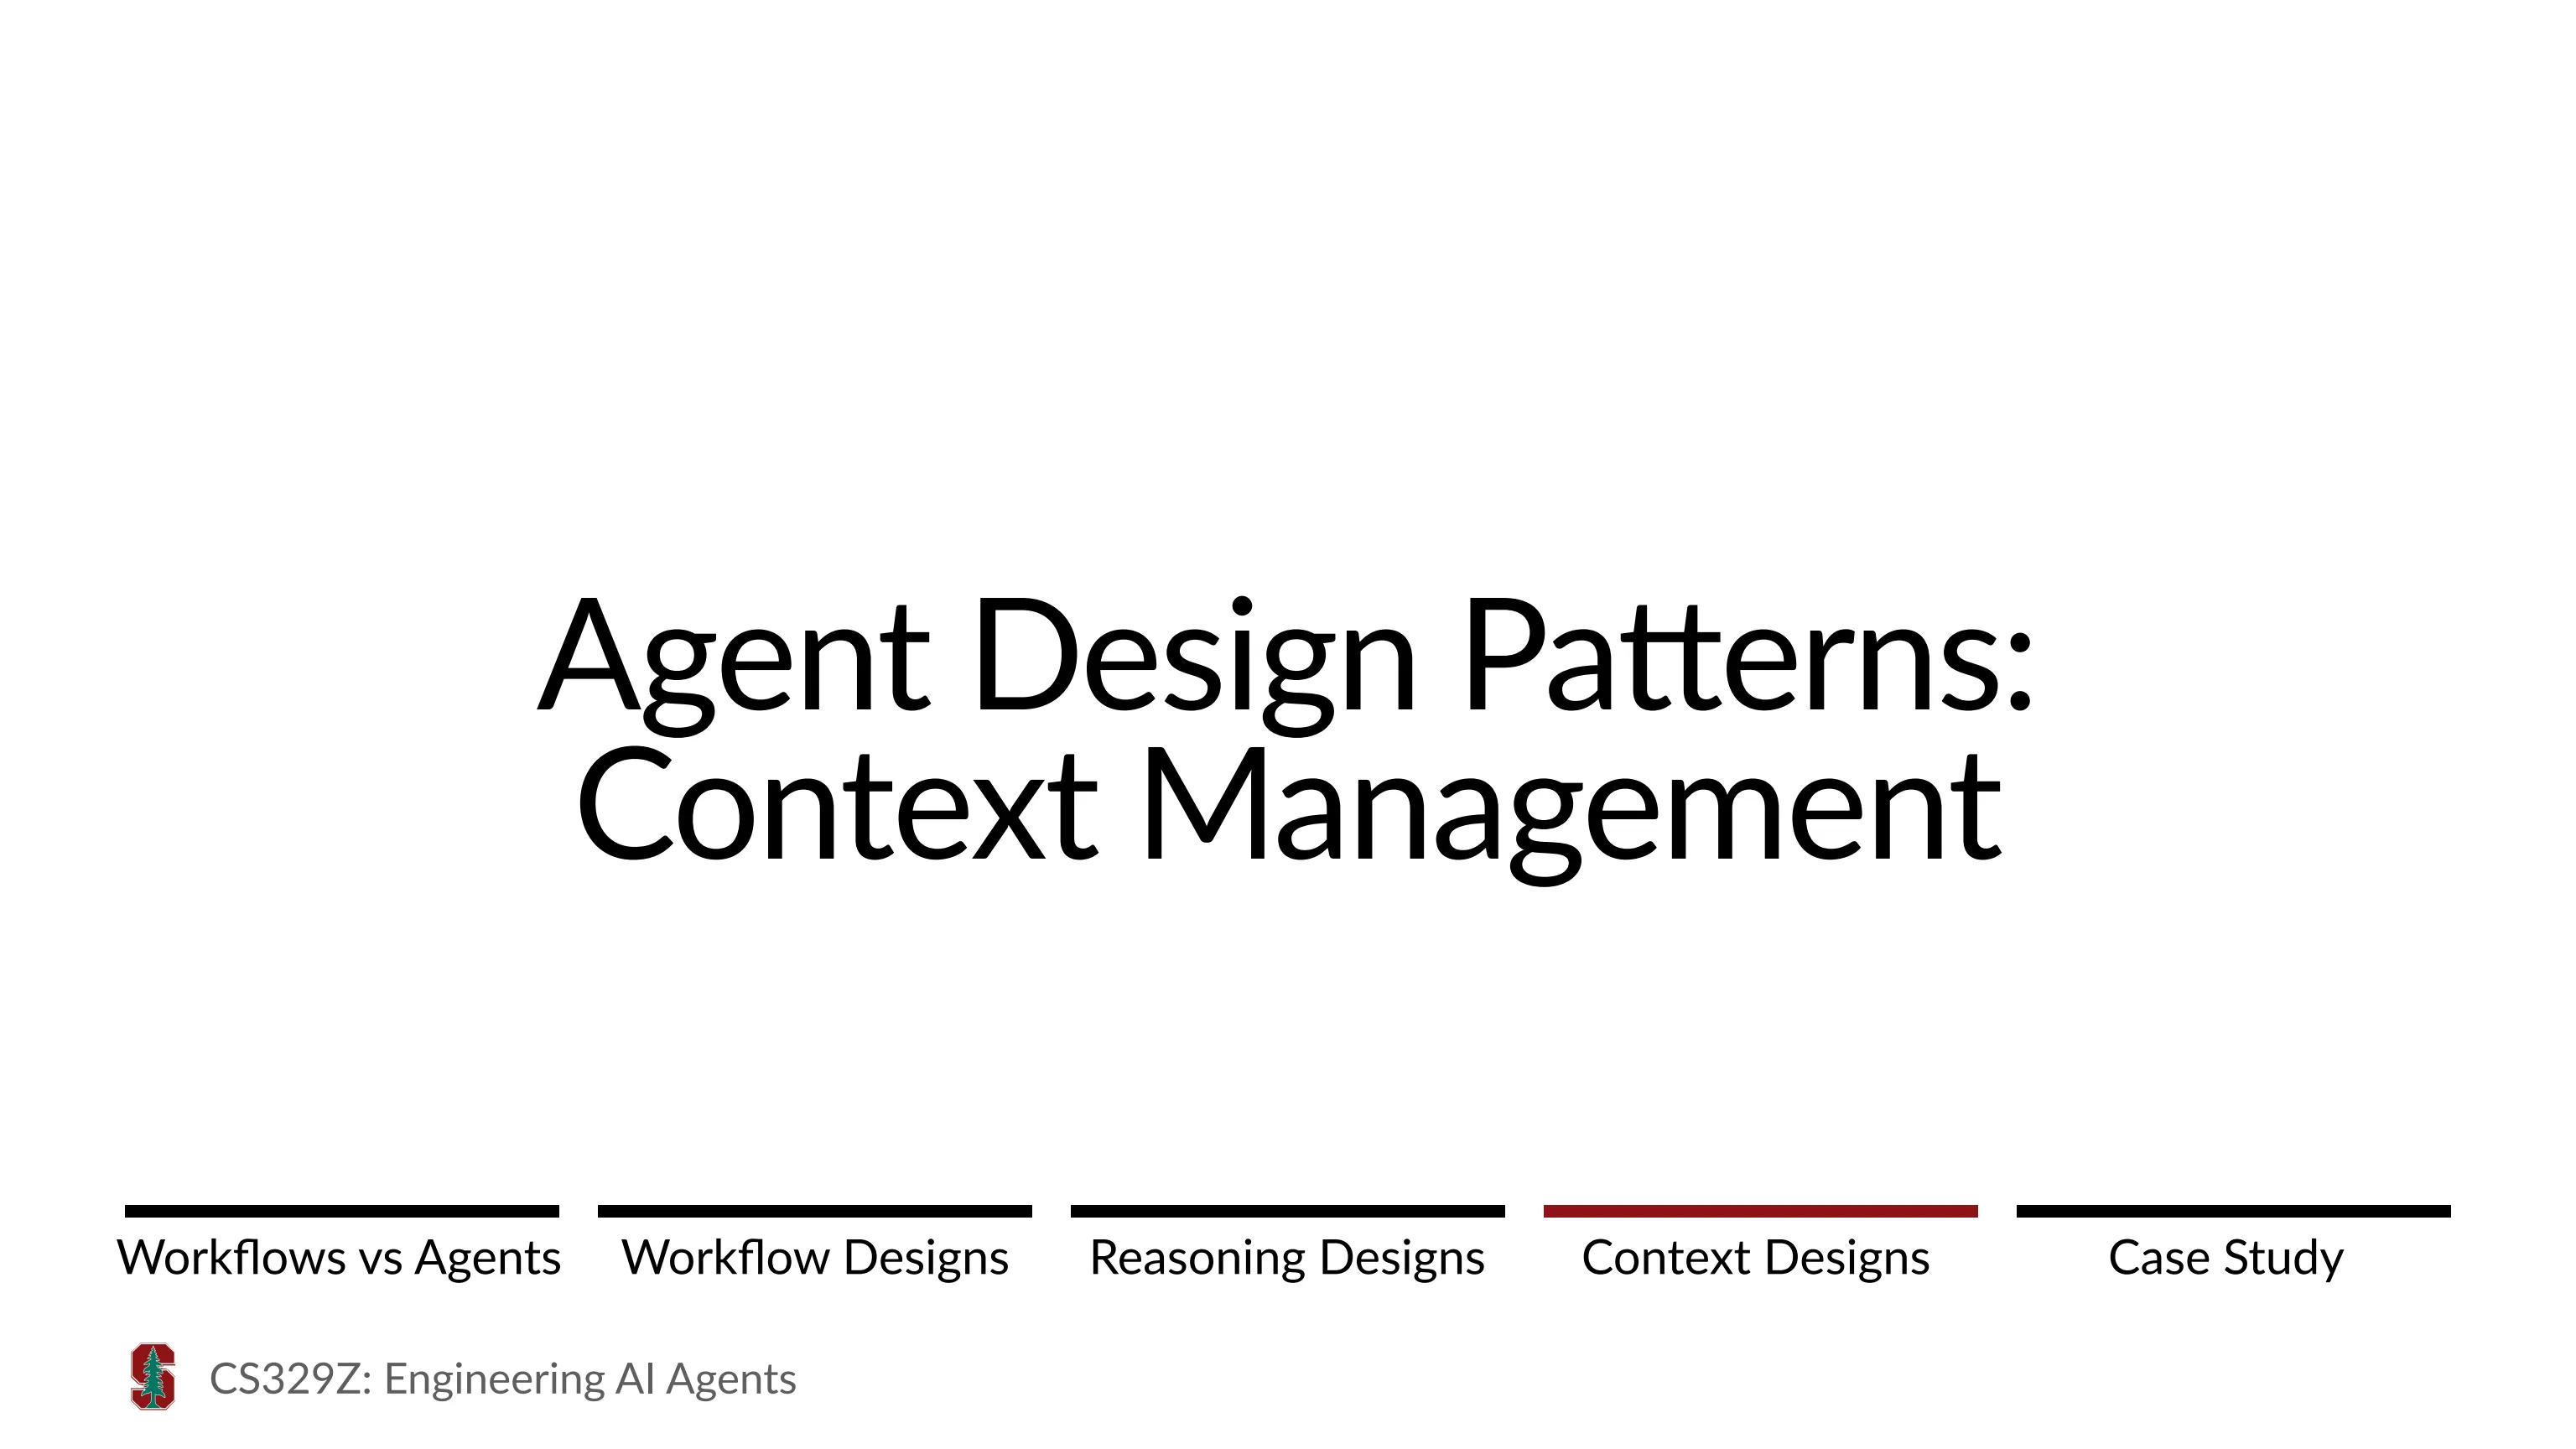 Agent Design Patterns:
Context Management
Workflows vs Agents
Workflow Designs
Reasoning Designs
Context Designs
Case Study
CS329Z: Engineering AI Agents